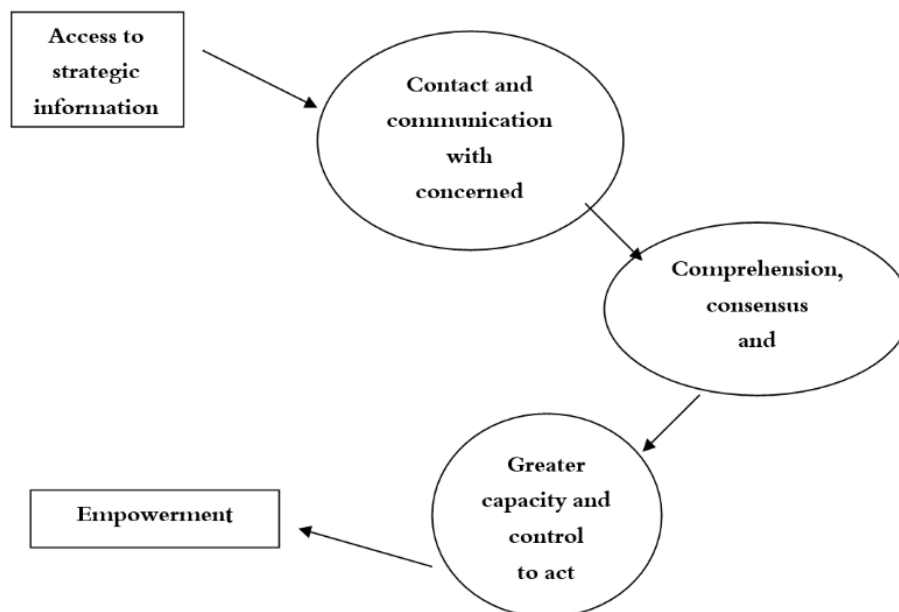 Access to
strategic
information
Contact and
communication
with
concerned
Comprehension,
consensus
and
Greater
capacity and
control
to act
Empowerment